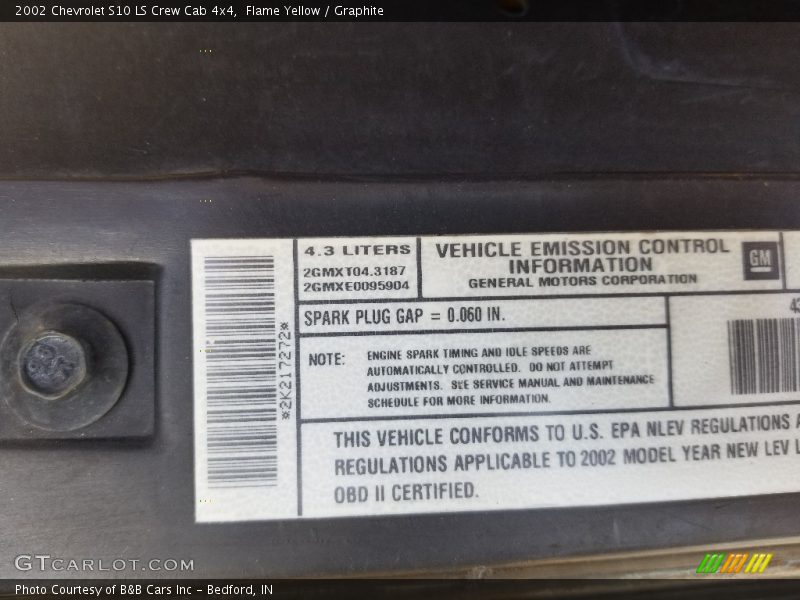 2002 Chevrolet S10 LS Crew Cab 4x4, Flame Yellow / Graphite
4.3 LITERS
2GMXT04.3187
2GMXE0095904
VEHICLE EMISSION CONTROL
INFORMATION
GENERAL MOTORS CORPORATION
GM
*2K217272*
SPARK PLUG GAP = 0.060 IN.
NOTE: ENGINE SPARK TIMING AND IDLE SPEEDS ARE
AUTOMATICALLY CONTROLLED. DO NOT ATTEMPT
ADJUSTMENTS. SEE SERVICE MANUAL AND MAINTENANCE
SCHEDULE FOR MORE INFORMATION.
THIS VEHICLE CONFORMS TO U.S. EPA NLEV REGULATIONS
REGULATIONS APPLICABLE TO 2002 MODEL YEAR NEW LEV
OBD II CERTIFIED.
GTCARLOT.COM
Photo Courtesy of B&B Cars Inc - Bedford, IN